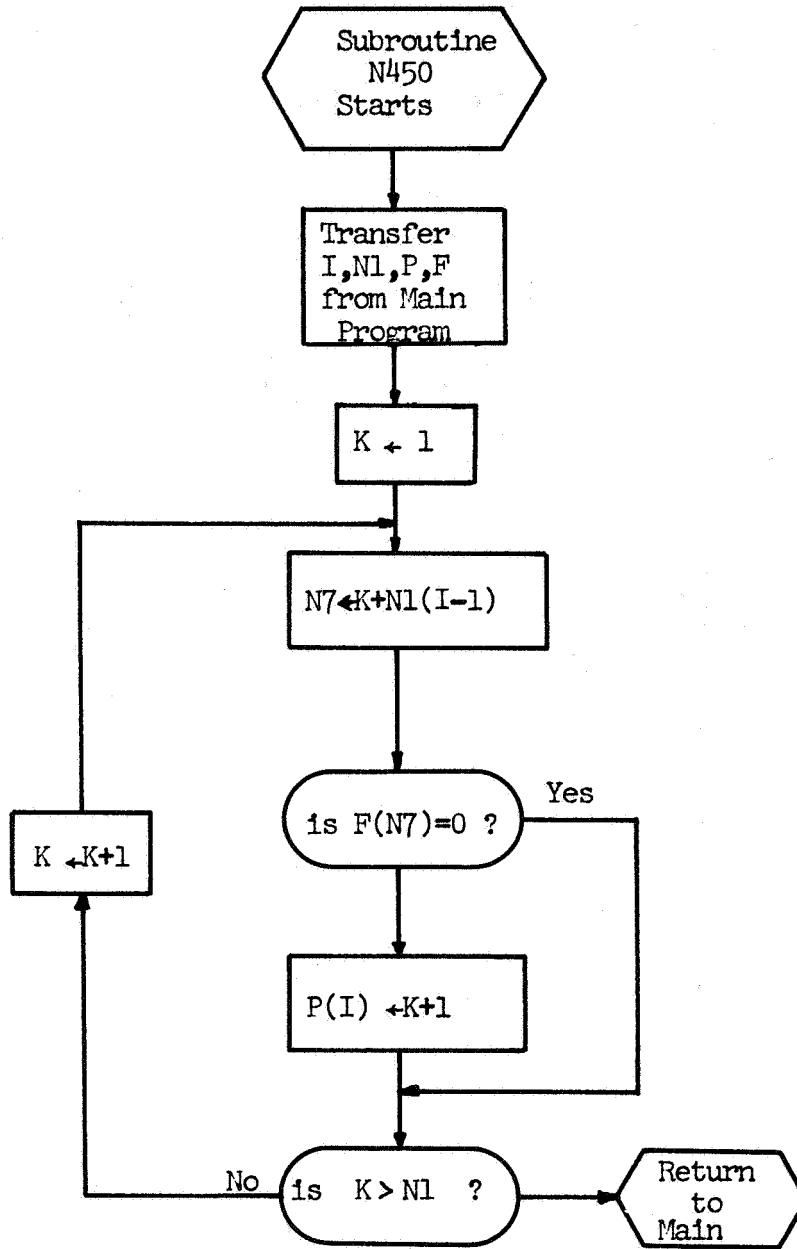 Subroutine
N450
Starts
Transfer
I,N1,P,F
from Main
Program
K ← 1
N7←K+N1(I-1)
is F(N7)=0 ?
Yes
K ←K+1
P(I) ←K+1
No
is K>N1 ?
Return
to
Main